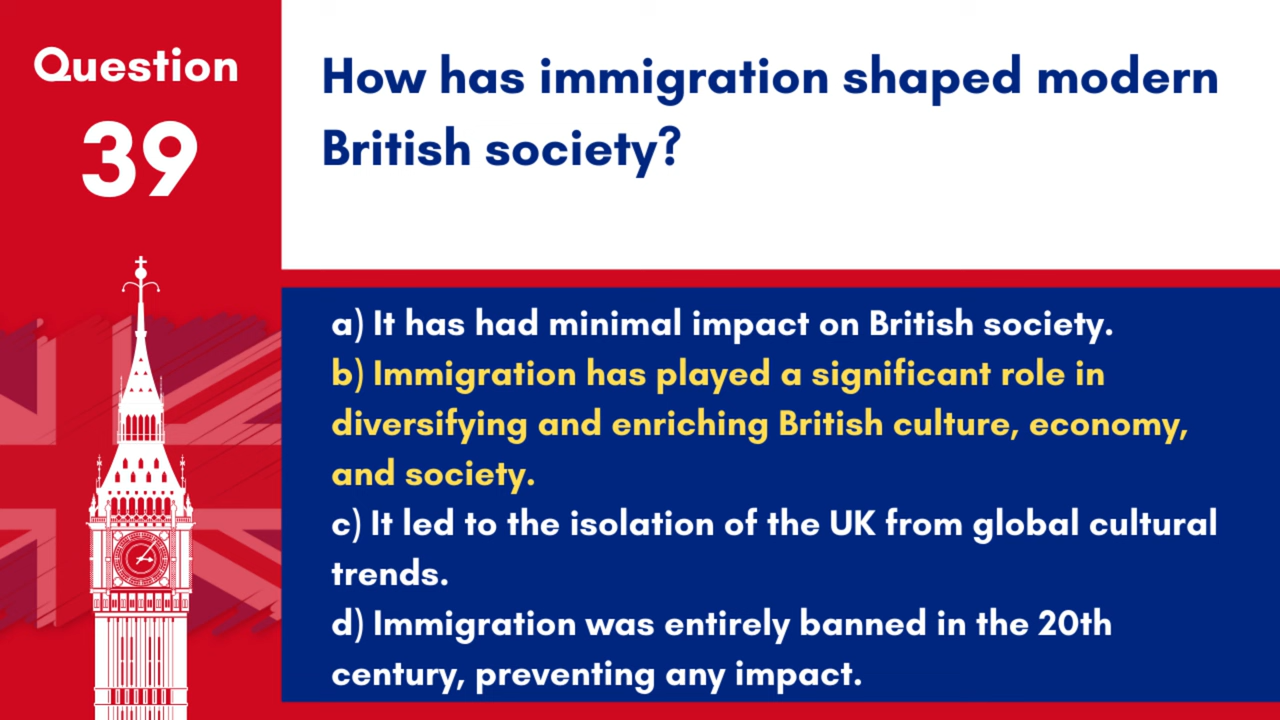 Question
39
How has immigration shaped modern
British society?
a) It has had minimal impact on British society.
b) Immigration has played a significant role in
diversifying and enriching British culture, economy,
and society.
c) It led to the isolation of the UK from global cultural
trends.
d) Immigration was entirely banned in the 20th
century, preventing any impact.